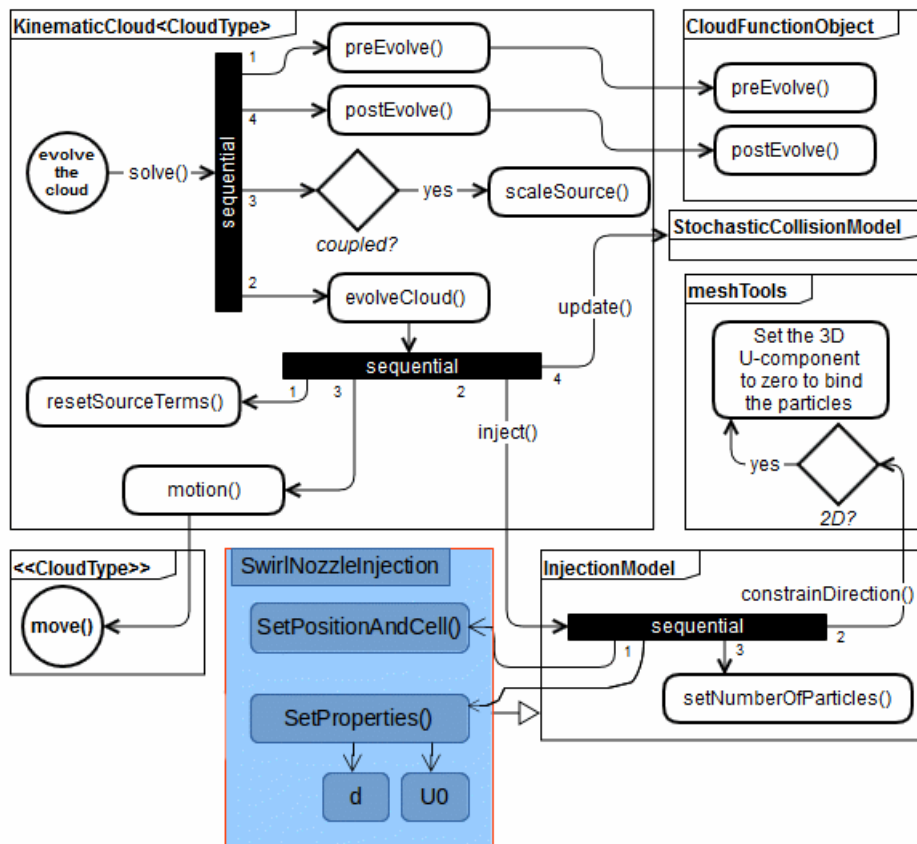 KinematicCloud<CloudType>
CloudFunctionObject
1
preEvolve()
preEvolve()
4
postEvolve()
postEvolve()
evolve
the
cloud
solve()
sequential
3
yes
scaleSource()
coupled?
StochasticCollisionModel
2
evolveCloud()
update()
meshTools
Set the 3D
U-component
to zero to bind
the particles
sequential
1
3
2
4
resetSourceTerms()
inject()
yes
motion()
2D?
<<CloudType>>
SwirlNozzleInjection
InjectionModel
constrainDirection()
move()
SetPositionAndCell()
sequential
1
3
2
setNumberOfParticles()
SetProperties()
d
U0